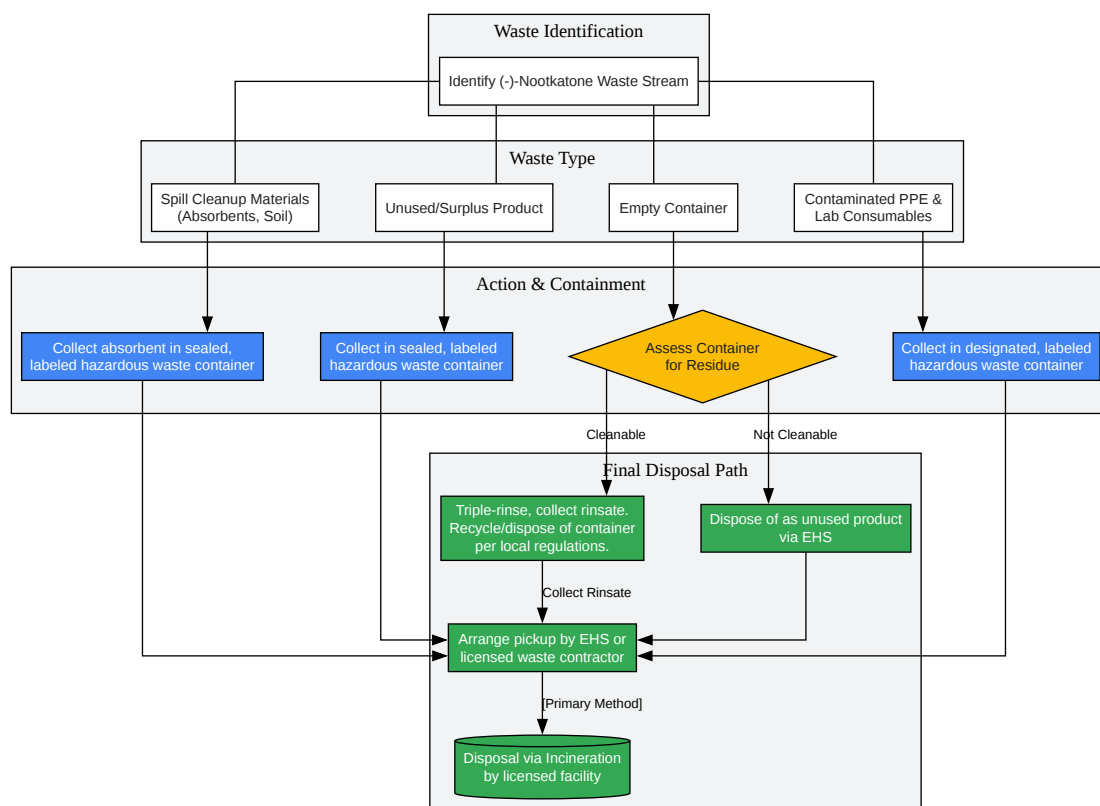 Waste Identification
Identify (-)-Nootkatone Waste Stream
Waste Type
Spill Cleanup Materials
(Absorbents, Soil)
Unused/Surplus Product
Empty Container
Contaminated PPE &
Lab Consumables
Action & Containment
Collect absorbent in sealed,
labeled hazardous waste container
Collect in sealed, labeled
hazardous waste container
Assess Container
for Residue
Collect in designated, labeled
hazardous waste container
Cleanable
Not Cleanable
Final Disposal Path
Triple-rinse, collect rinsate.
Recycle/dispose of container
per local regulations.
Dispose of as unused product
via EHS
Collect Rinsate
Arrange pickup by EHS or
licensed waste contractor
[Primary Method]
Disposal via Incineration
by licensed facility